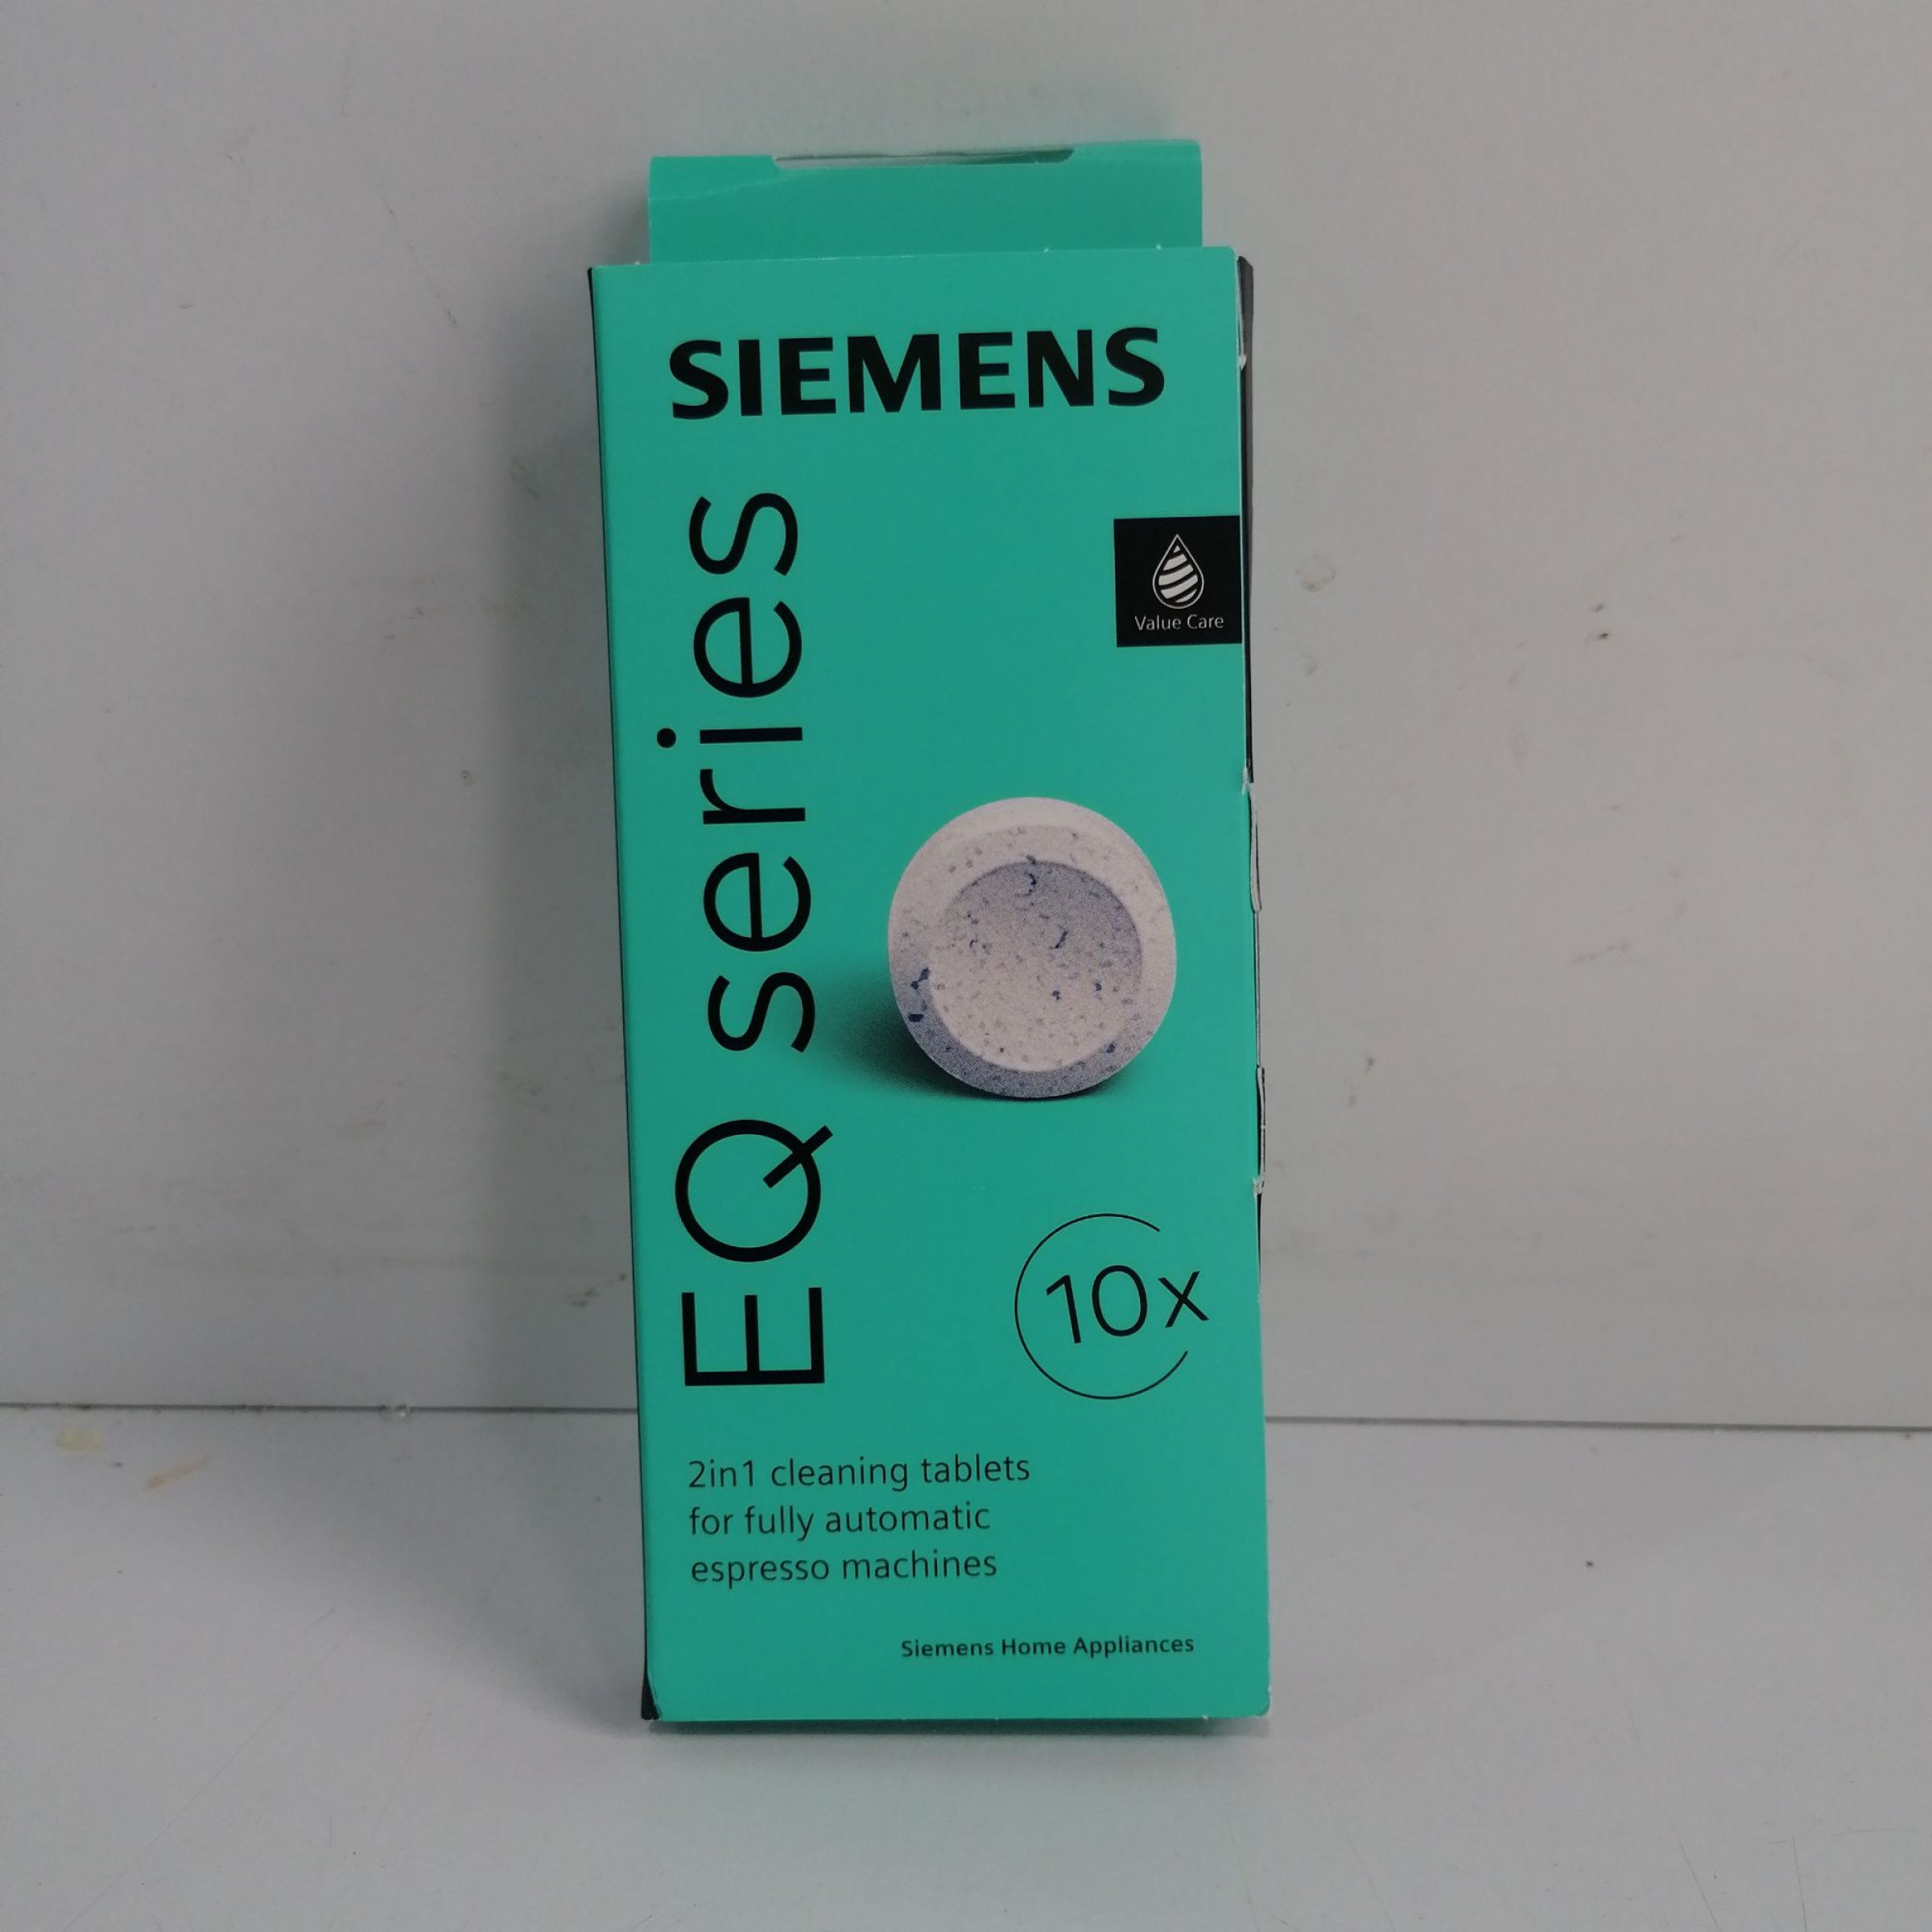 SIEMENS
EQ series
Value Care
10x
2in1 cleaning tablets
for fully automatic
espresso machines
Siemens Home Appliances